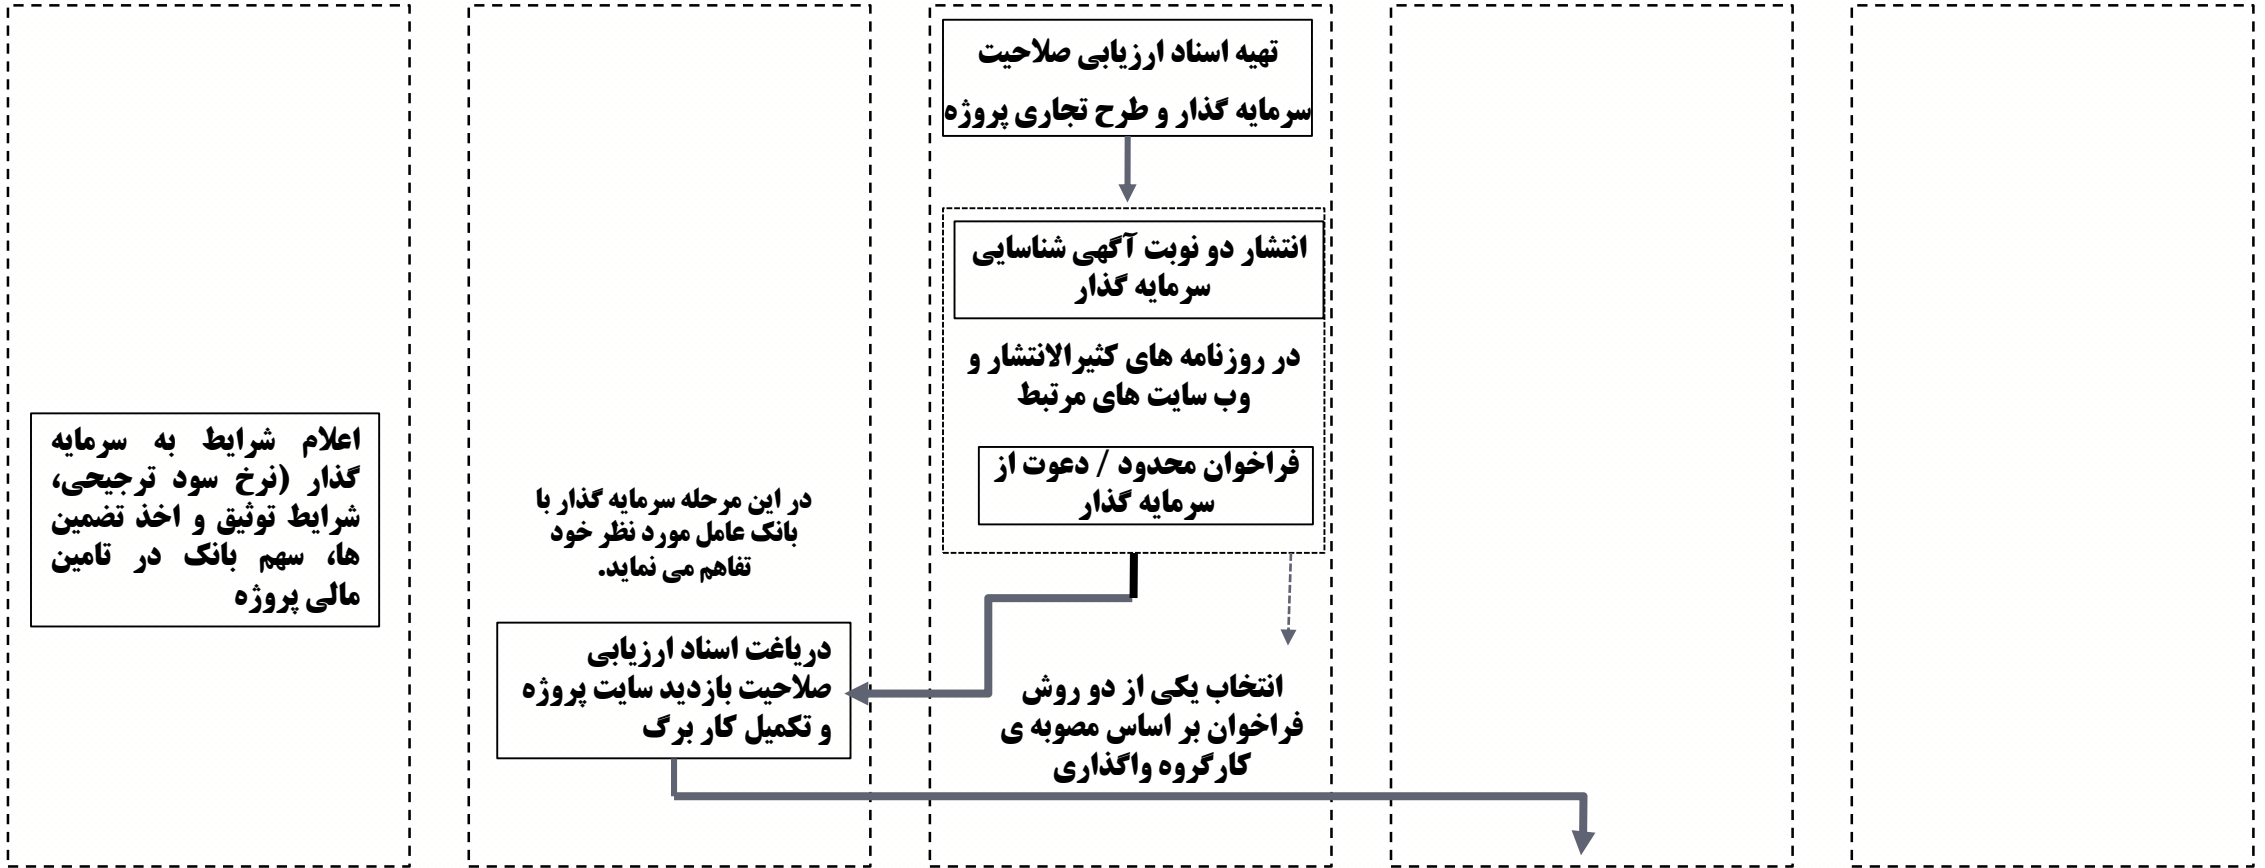 تهیه اسناد ارزیابی صلاحیت
سرمایه گذار و طرح تجاری پروژه
انتشار دو نوبت آگهی شناسایی
سرمایه گذار
در روزنامه های کثیرالانتشار و
وب سایت های مرتبط
فراخوان محدود / دعوت از
سرمایه گذار
انتخاب یکی از دو روش
فراخوان بر اساس مصوبه ی
کارگروه واگذاری
در این مرحله سرمایه گذار با
بانک عامل مورد نظر خود
تفاهم می نماید.
دریاغت اسناد ارزیابی
صلاحیت بازدید سایت پروژه
و تکمیل کار برگ
اعلام شرایط به سرمایه
گذار (نرخ سود ترجیحی،
شرایط توثیق و اخذ تضمین
ها، سهم بانک در تامین
مالی پروژه